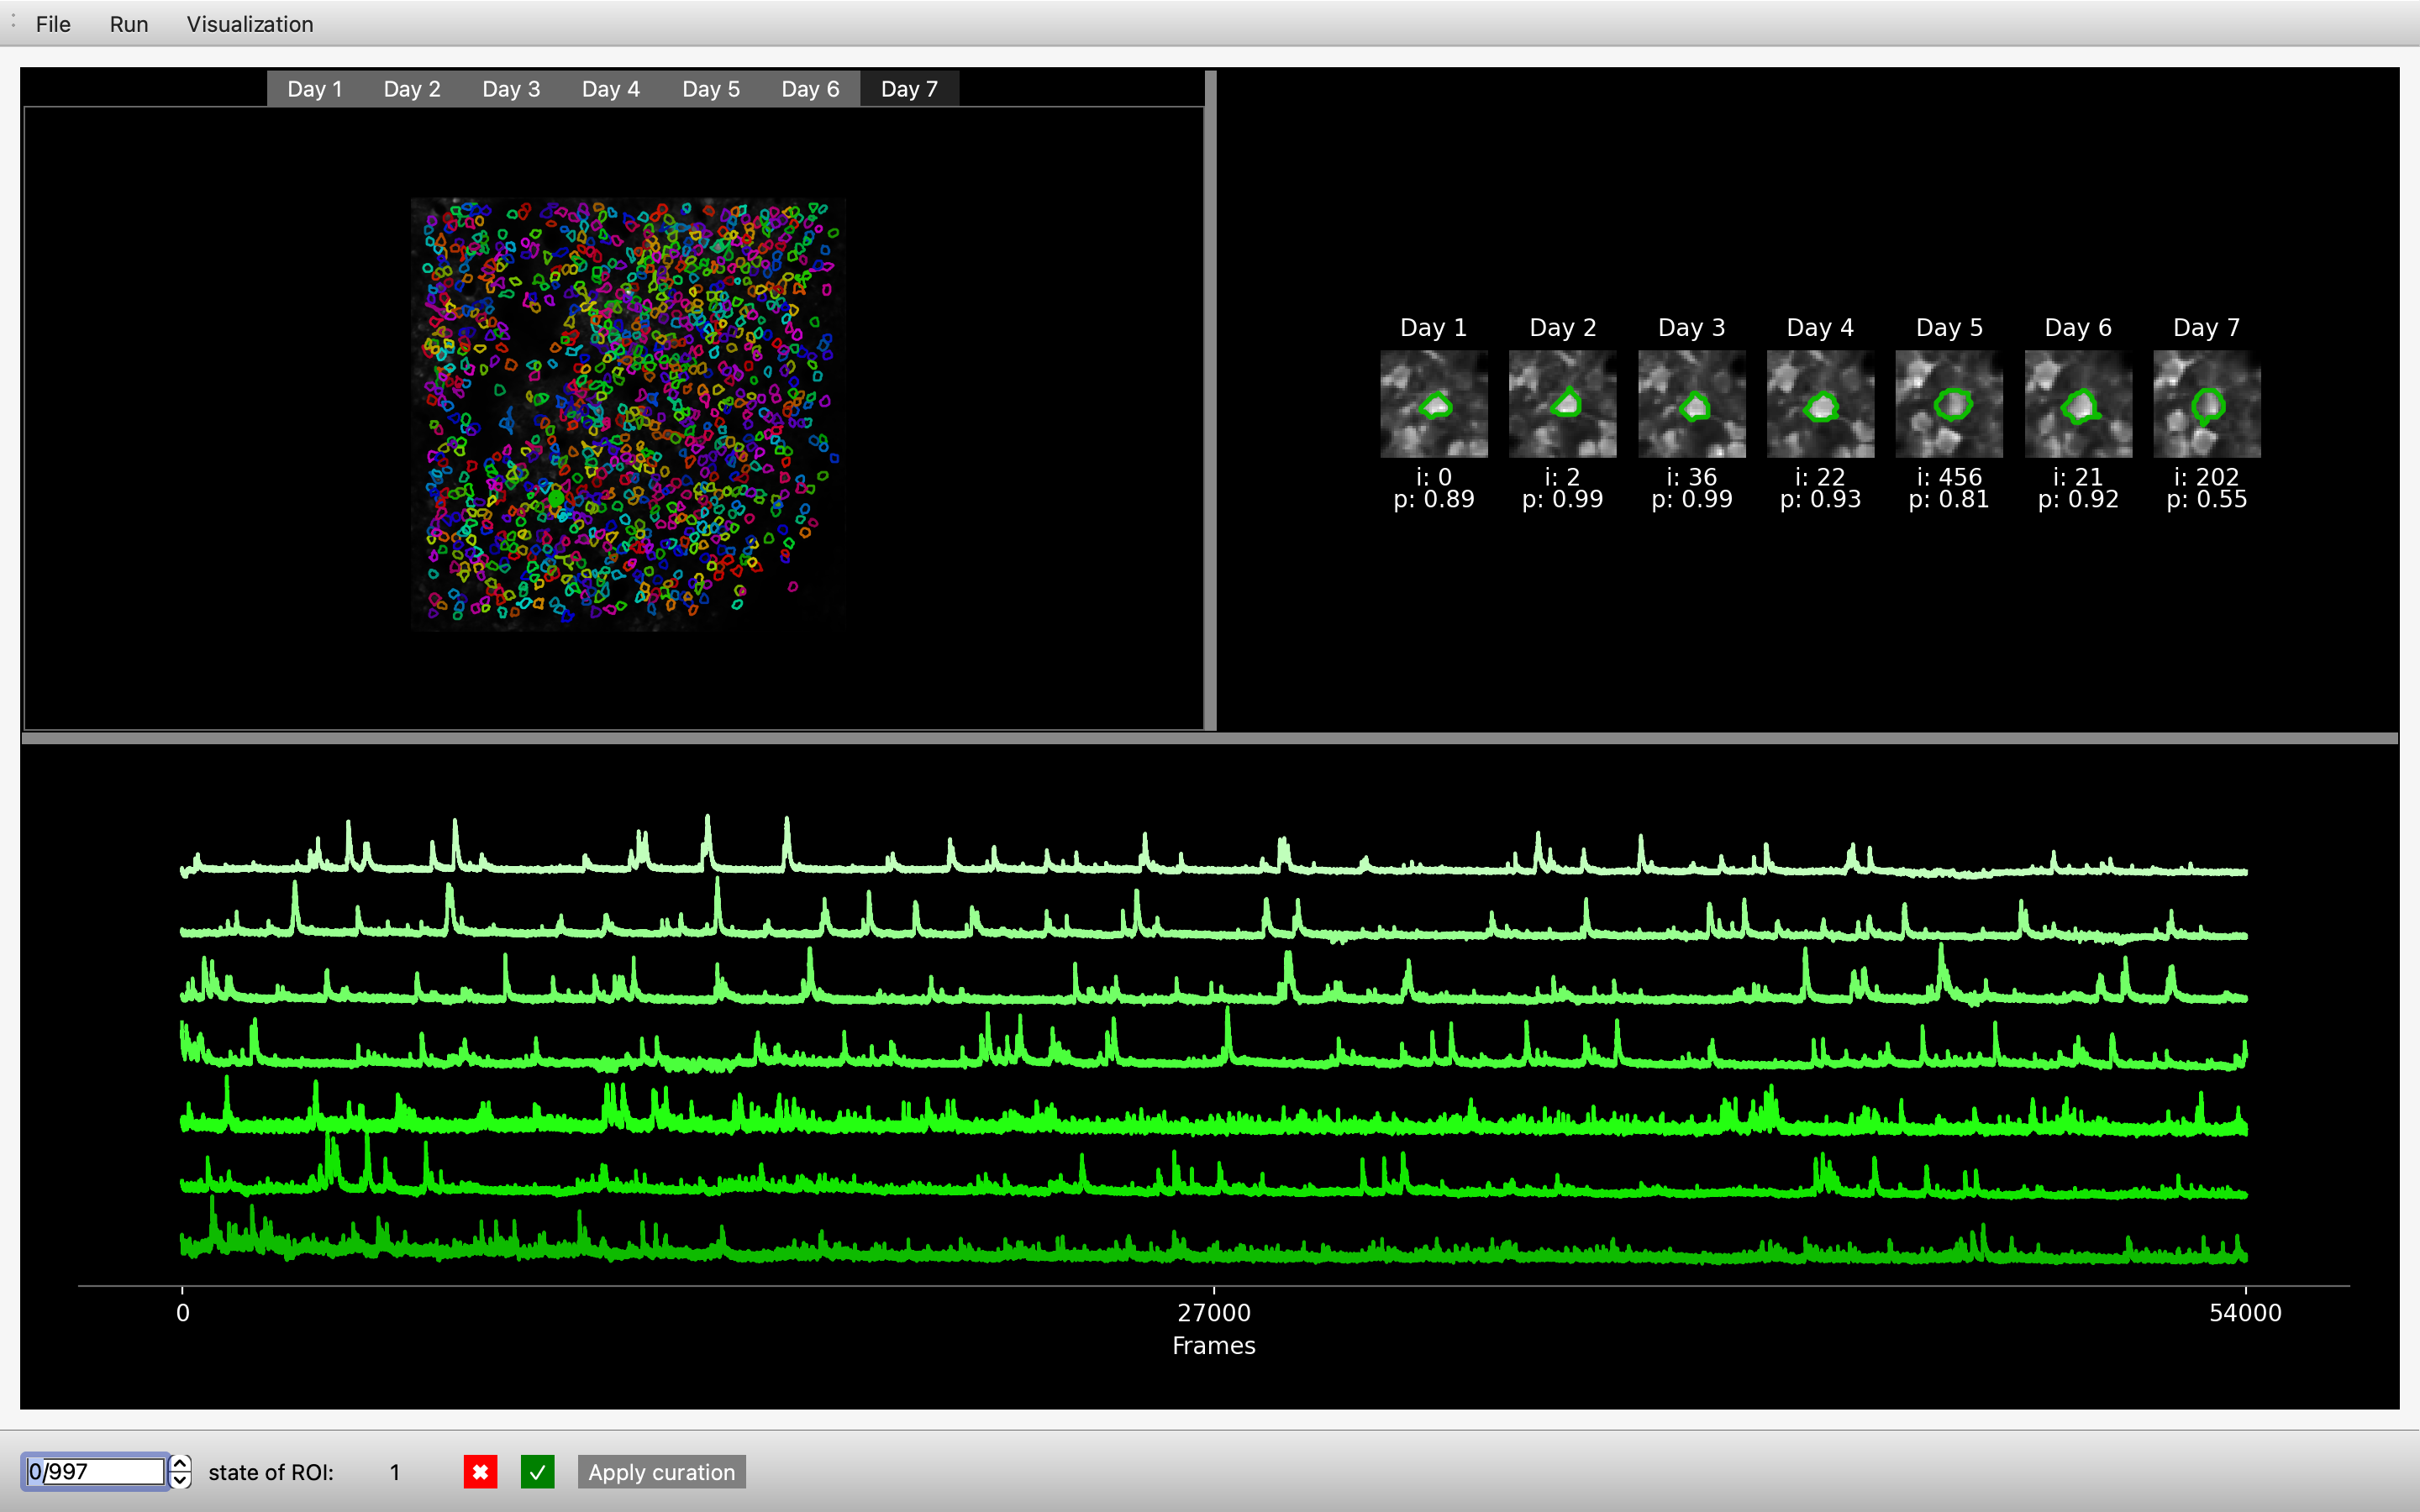 File Run Visualization
Day 1 Day 2 Day 3 Day 4 Day 5 Day 6 Day 7
Day 1 Day 2 Day 3 Day 4 Day 5 Day 6 Day 7
i: 0 i: 2 i: 36 i: 22 i: 456 i: 21 i: 202
p: 0.89 p: 0.99 p: 0.99 p: 0.93 p: 0.81 p: 0.92 p: 0.55
0 27000 54000
Frames
0/997 state of ROI: 1 Apply curation